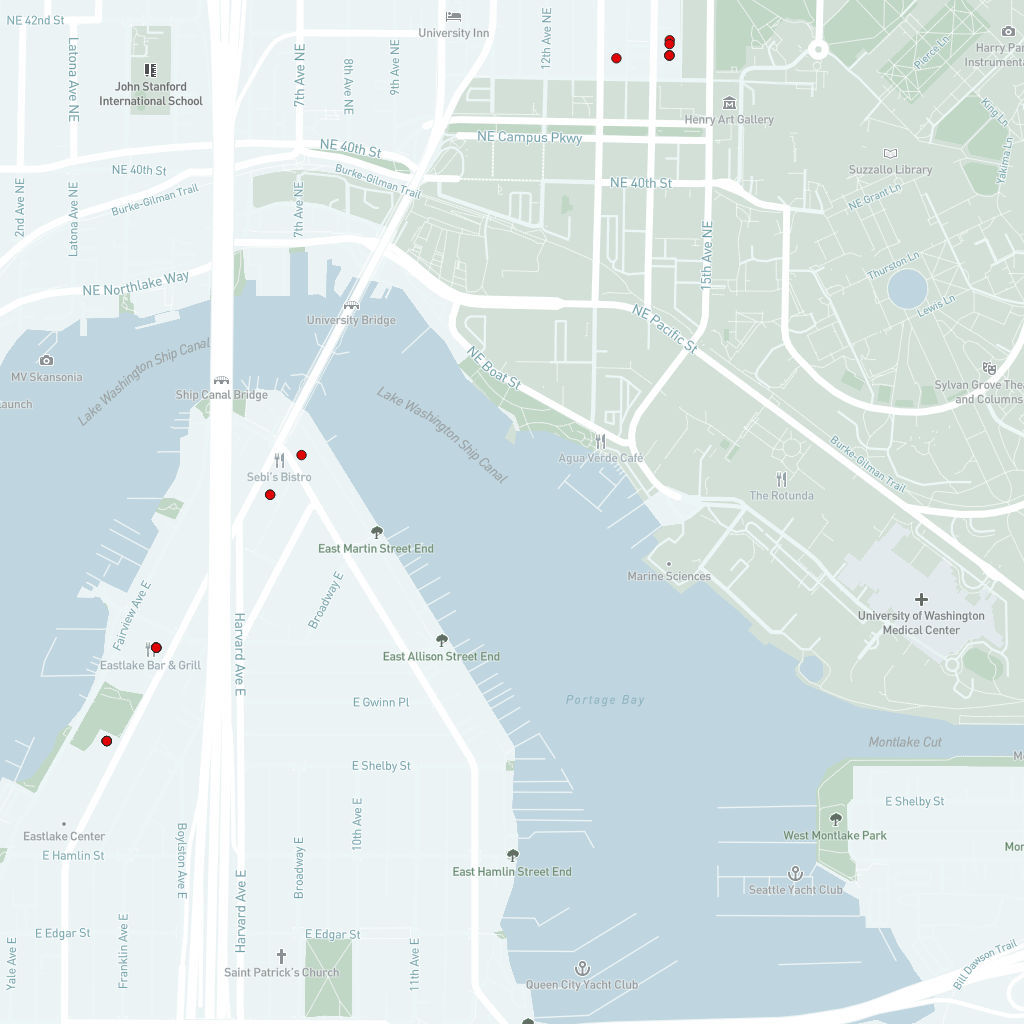 NE 42nd St
University Inn
12th Ave NE
Latona Ave NE
7th Ave NE
9th Ave NE
8th Ave NE
Pierce Ln
Harry Par
Instrumenta
John Stanford
International School
Henry Art Gallery
King Ln
NE Campus Pkwy
NE 40th St
Yakima Ln
NE 40th St
Burke-Gilman Trail
Suzzallo Library
NE 40th St
2nd Ave NE
Latona Ave NE
Burke-Gilman Trail
7th Ave NE
NE Grant Ln
15th Ave NE
Thurston Ln
NE Northlake Way
Lewis Ln
University Bridge
NE Pacific St
Lake Washington Ship Canal
MV Skansonia
NE Boat St
Ship Canal Bridge
Sylvan Grove Thea
and Columns
aunch
Lake Washington Ship Canal
Agua Verde Café
Burke-Gilman Trail
Sebi's Bistro
The Rotunda
East Martin Street End
Marine Sciences
Fairview Ave E
Broadway E
University of Washington
Medical Center
Harvard Ave E
East Allison Street End
Eastlake Bar & Grill
E Gwinn Pl
Portage Bay
Montlake Cut
E Shelby St
E Shelby St
10th Ave E
Eastlake Center
West Montlake Park
E Hamlin St
Boylston Ave E
Broadway E
East Hamlin Street End
Seattle Yacht Club
Harvard Ave E
E Edgar St
E Edgar St
Yale Ave E
Franklin Ave E
11th Ave E
Saint Patrick's Church
Queen City Yacht Club
Bill Dawson Trail